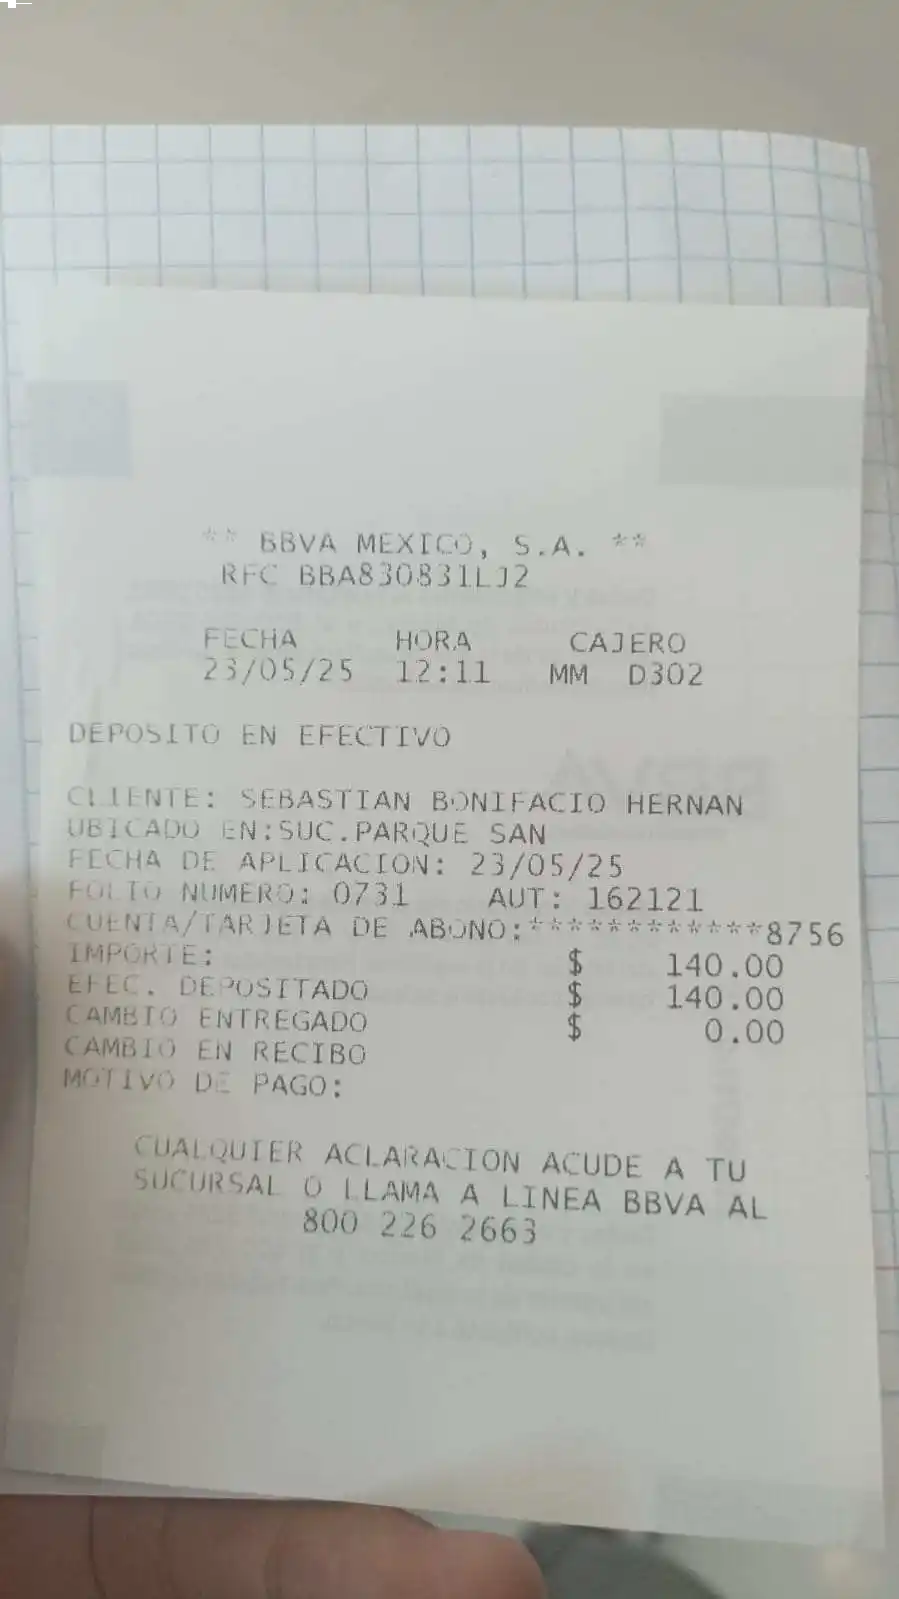 ** BBVA MEXICO, S.A. **
RFC BBA830831LJ2
FECHA HORA CAJERO
23/05/25 12:11 MM D302
DEPOSITO EN EFECTIVO
CLIENTE: SEBASTIAN BONIFACIO HERNAN
UBICADO EN:SUC.PARQUE SAN
FECHA DE APLICACION: 23/05/25
FOLIO NUMERO: 0731 AUT: 162121
CUENTA/TARJETA DE ABONO:************8756
IMPORTE: $ 140.00
EFEC. DEPOSITADO $ 140.00
CAMBIO ENTREGADO $ 0.00
CAMBIO EN RECIBO
MOTIVO DE PAGO:
CUALQUIER ACLARACION ACUDE A TU
SUCURSAL O LLAMA A LINEA BBVA AL
800 226 2663